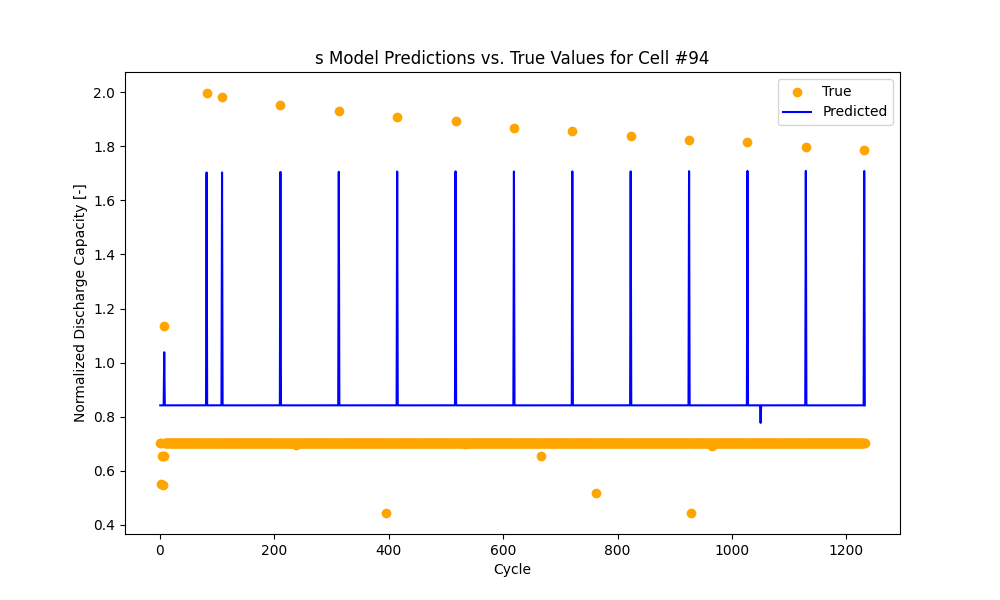 s Model Predictions vs. True Values for Cell #94
True
Predicted
Normalized Discharge Capacity [-]
2.0
1.8
1.6
1.4
1.2
1.0
0.8
0.6
0.4
0 200 400 600 800 1000 1200
Cycle